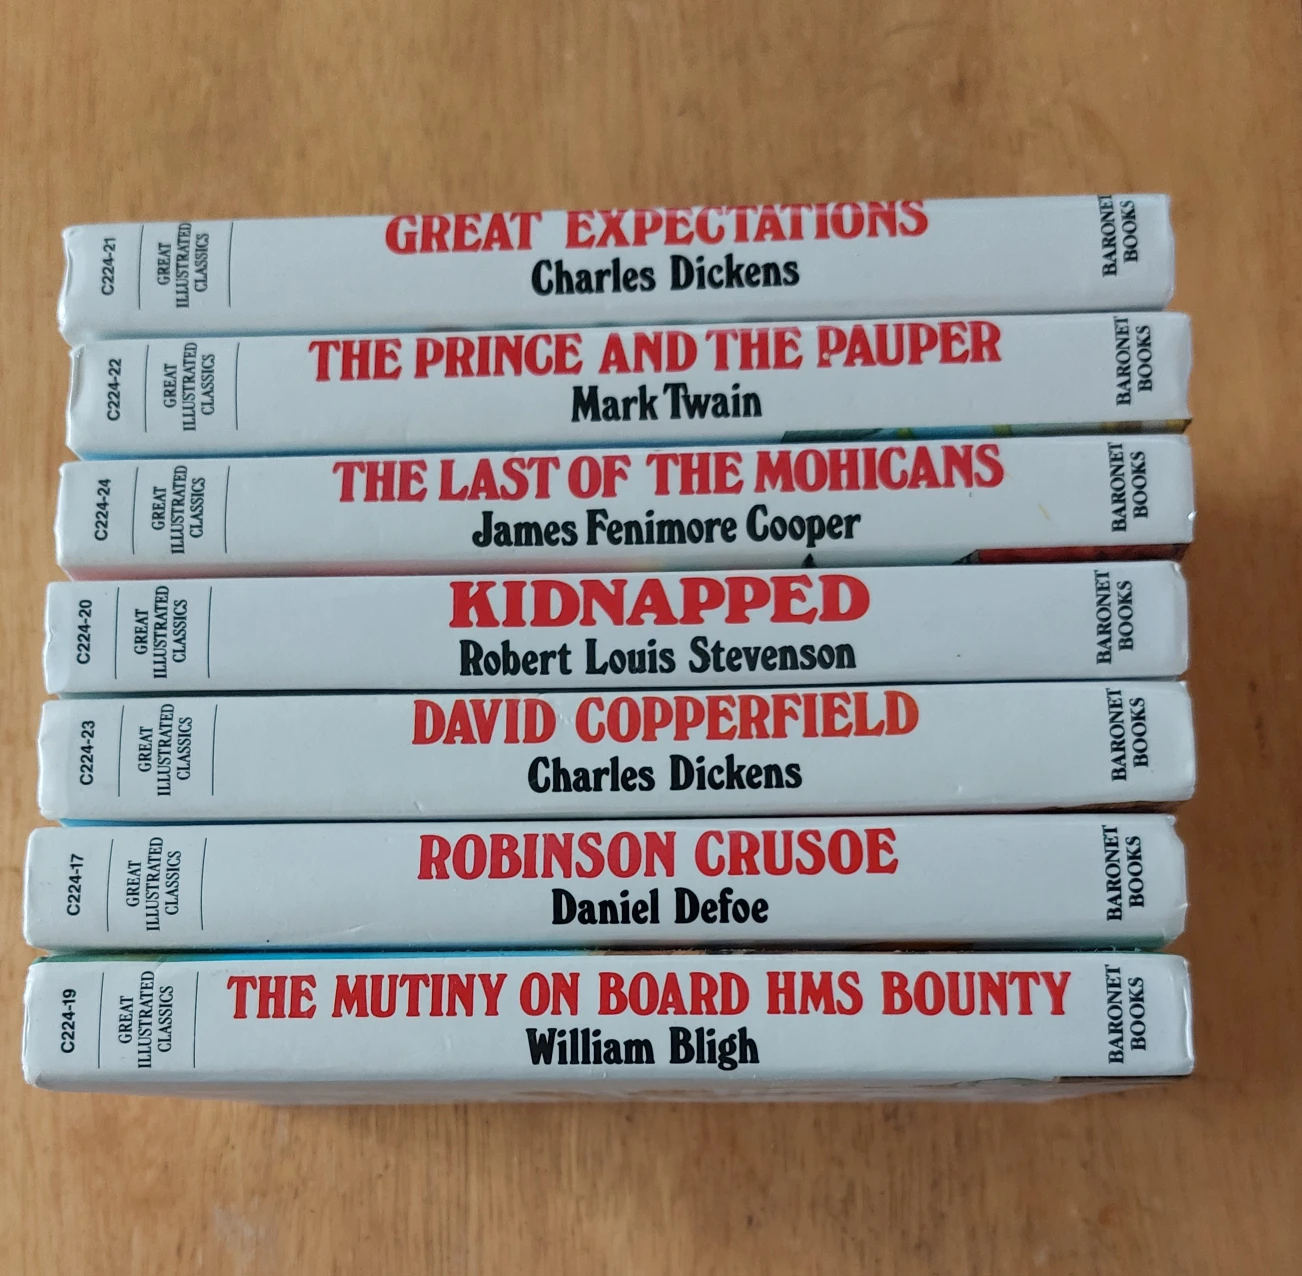 C224-21
GREAT
ILLUSTRATED
CLASSICS
GREAT EXPECTATIONS
Charles Dickens
BARONET
BOOKS
C224-22
GREAT
ILLUSTRATED
CLASSICS
THE PRINCE AND THE PAUPER
Mark Twain
BARONET
BOOKS
C224-24
GREAT
ILLUSTRATED
CLASSICS
THE LAST OF THE MOHICANS
James Fenimore Cooper
BARONET
BOOKS
C224-20
GREAT
ILLUSTRATED
CLASSICS
KIDNAPPED
Robert Louis Stevenson
BARONET
BOOKS
C224-23
GREAT
ILLUSTRATED
CLASSICS
DAVID COPPERFIELD
Charles Dickens
BARONET
BOOKS
C224-17
GREAT
ILLUSTRATED
CLASSICS
ROBINSON CRUSOE
Daniel Defoe
BARONET
BOOKS
C224-19
GREAT
ILLUSTRATED
CLASSICS
THE MUTINY ON BOARD HMS BOUNTY
William Bligh
BARONET
BOOKS